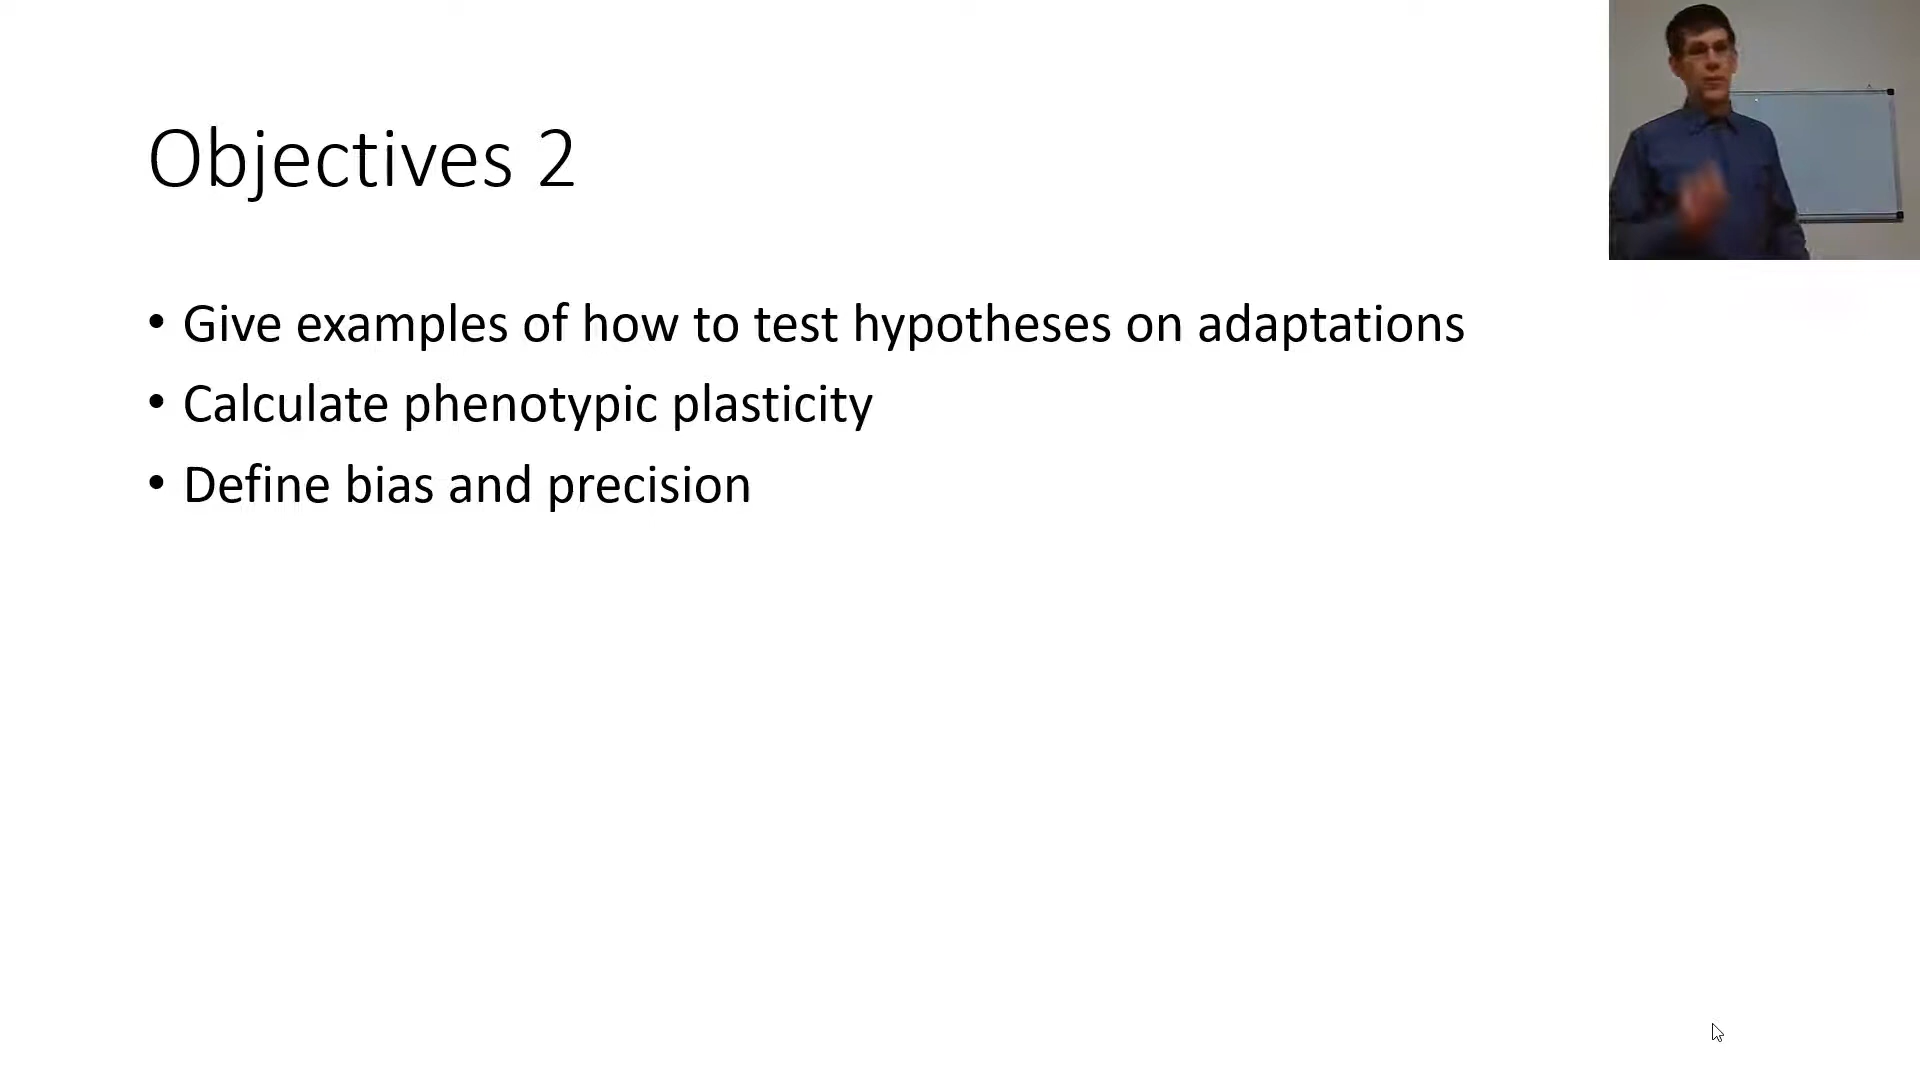 Objectives 2
• Give examples of how to test hypotheses on adaptations
• Calculate phenotypic plasticity
• Define bias and precision